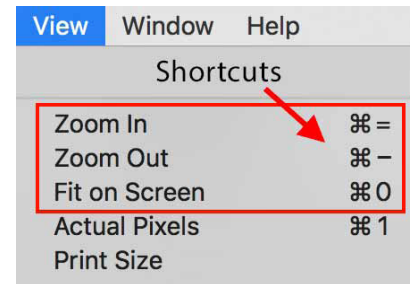 View Window Help
Shortcuts
Zoom In ⌘=
Zoom Out ⌘−
Fit on Screen ⌘0
Actual Pixels ⌘1
Print Size